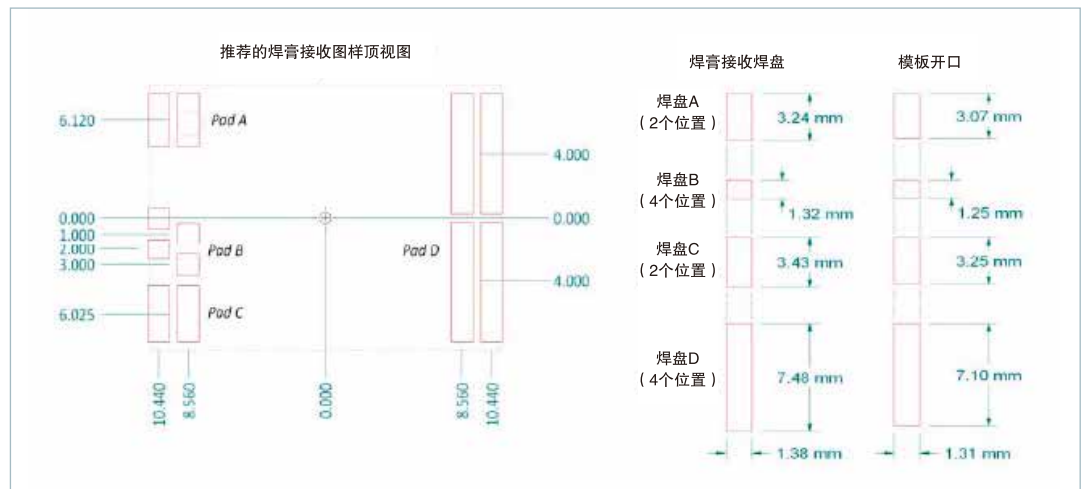 推荐的焊膏接收图样顶视图
6.120
Pad A
4.000
0.000
0.000
1.000
2.000
Pad B
Pad D
3.000
4.000
6.025
Pad C
10.440
8.560
0.000
8.560
10.440
焊膏接收焊盘
模板开口
焊盘A
（2个位置）
3.24 mm
3.07 mm
焊盘B
（4个位置）
1.32 mm
1.25 mm
焊盘C
（2个位置）
3.43 mm
3.25 mm
焊盘D
（4个位置）
7.48 mm
7.10 mm
1.38 mm
1.31 mm